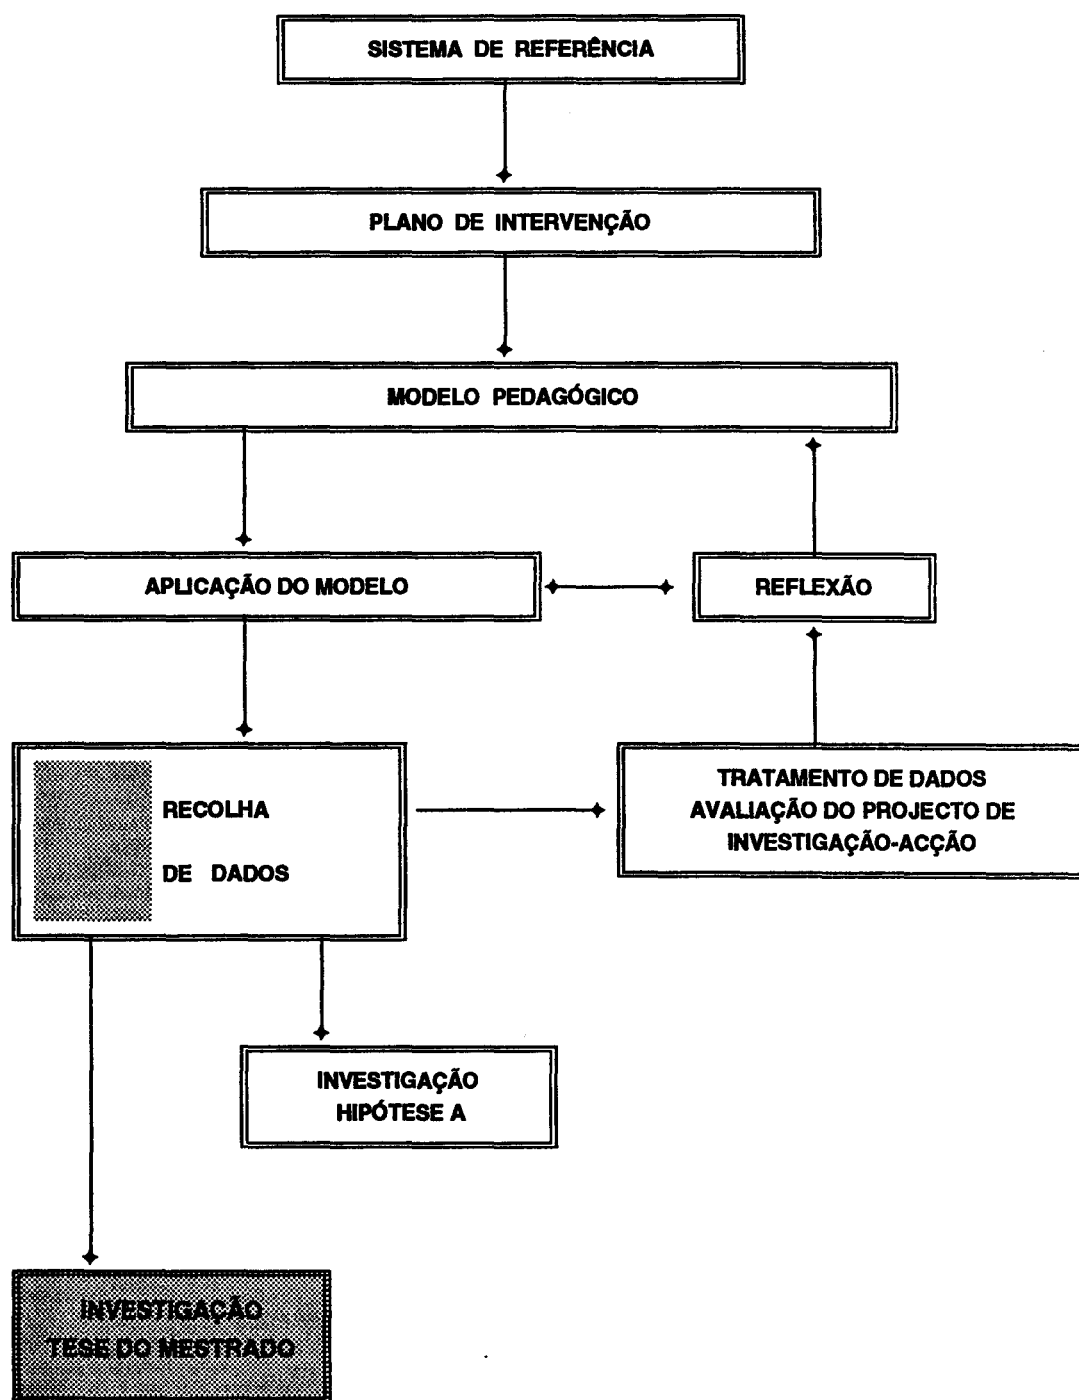 SISTEMA DE REFERÊNCIA
PLANO DE INTERVENÇÃO
MODELO PEDAGÓGICO
APLICAÇÃO DO MODELO
REFLEXÃO
RECOLHA
DE DADOS
TRATAMENTO DE DADOS
AVALIAÇÃO DO PROJECTO DE
INVESTIGAÇÃO-ACÇÃO
INVESTIGAÇÃO
HIPÓTESE A
INVESTIGAÇÃO
TESE DO MESTRADO